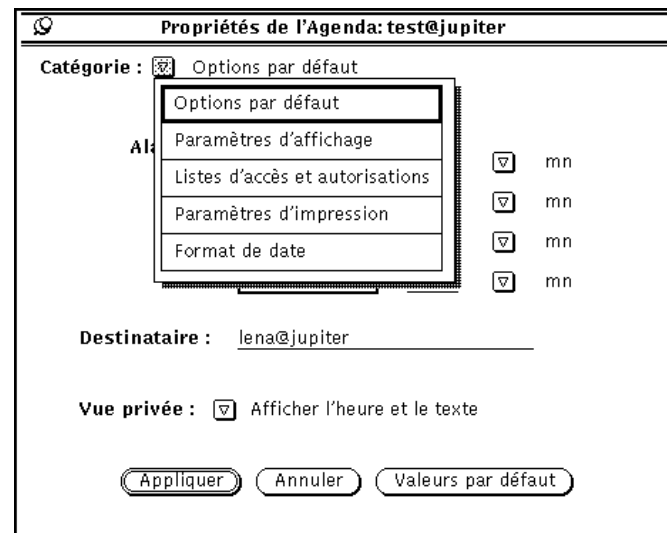 Propriétés de l'Agenda: test@jupiter
Catégorie : Options par défaut
Options par défaut
Paramètres d'affichage
Listes d'accès et autorisations
Paramètres d'impression
Format de date
mn
mn
mn
mn
Destinataire : lena@jupiter
Vue privée : Afficher l'heure et le texte
Appliquer Annuler Valeurs par défaut